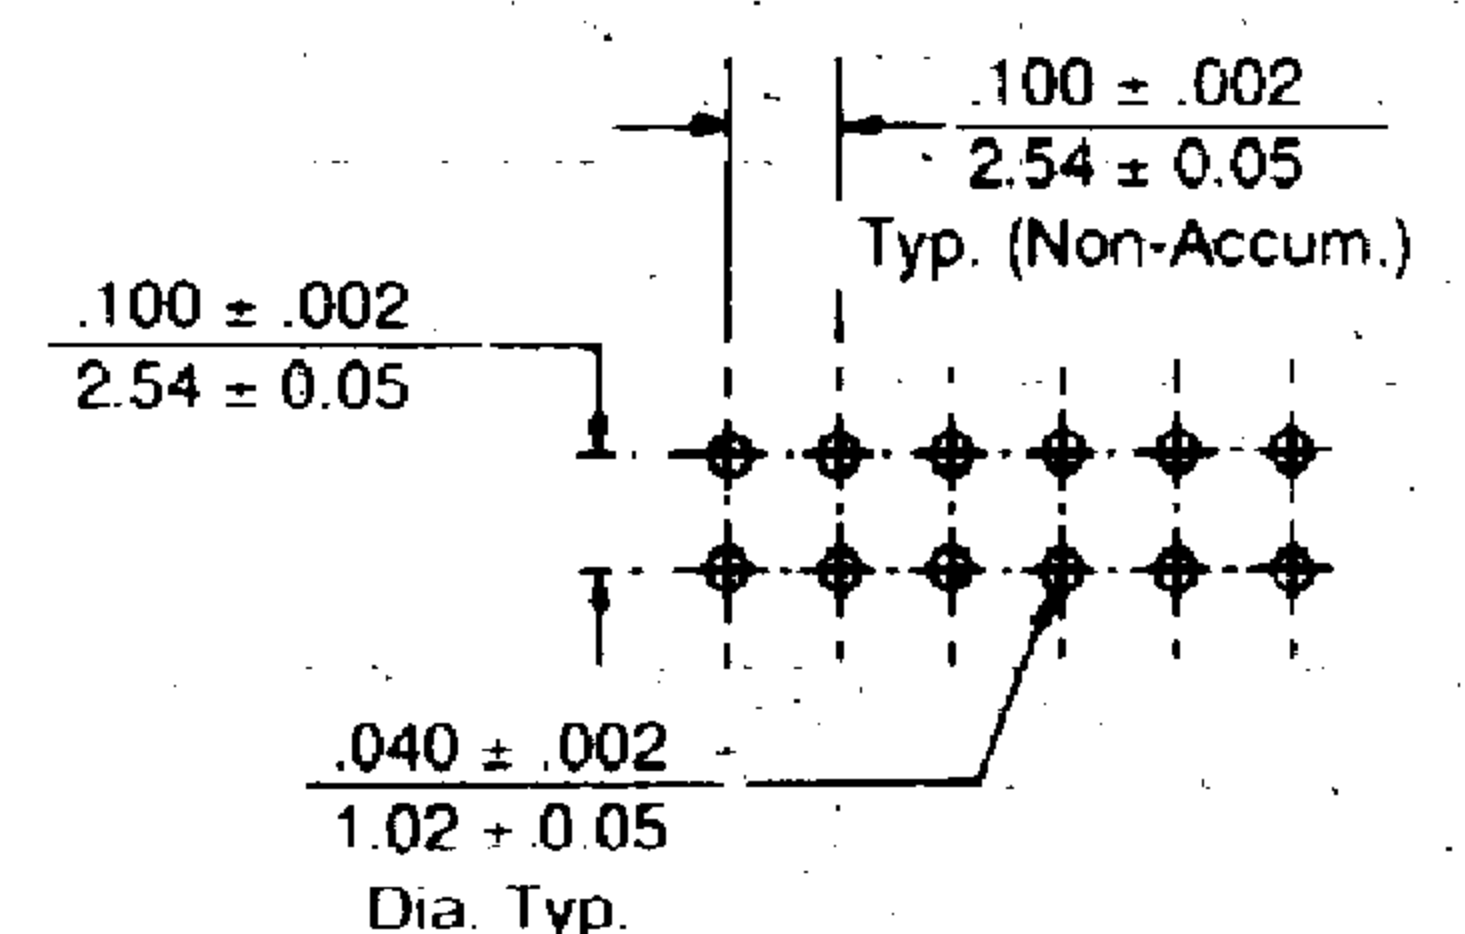 .100 ± .002
2.54 ± 0.05
Typ. (Non-Accum.)
.100 ± .002
2.54 ± 0.05
.040 ± .002
1.02 ± 0.05
Dia. Typ.